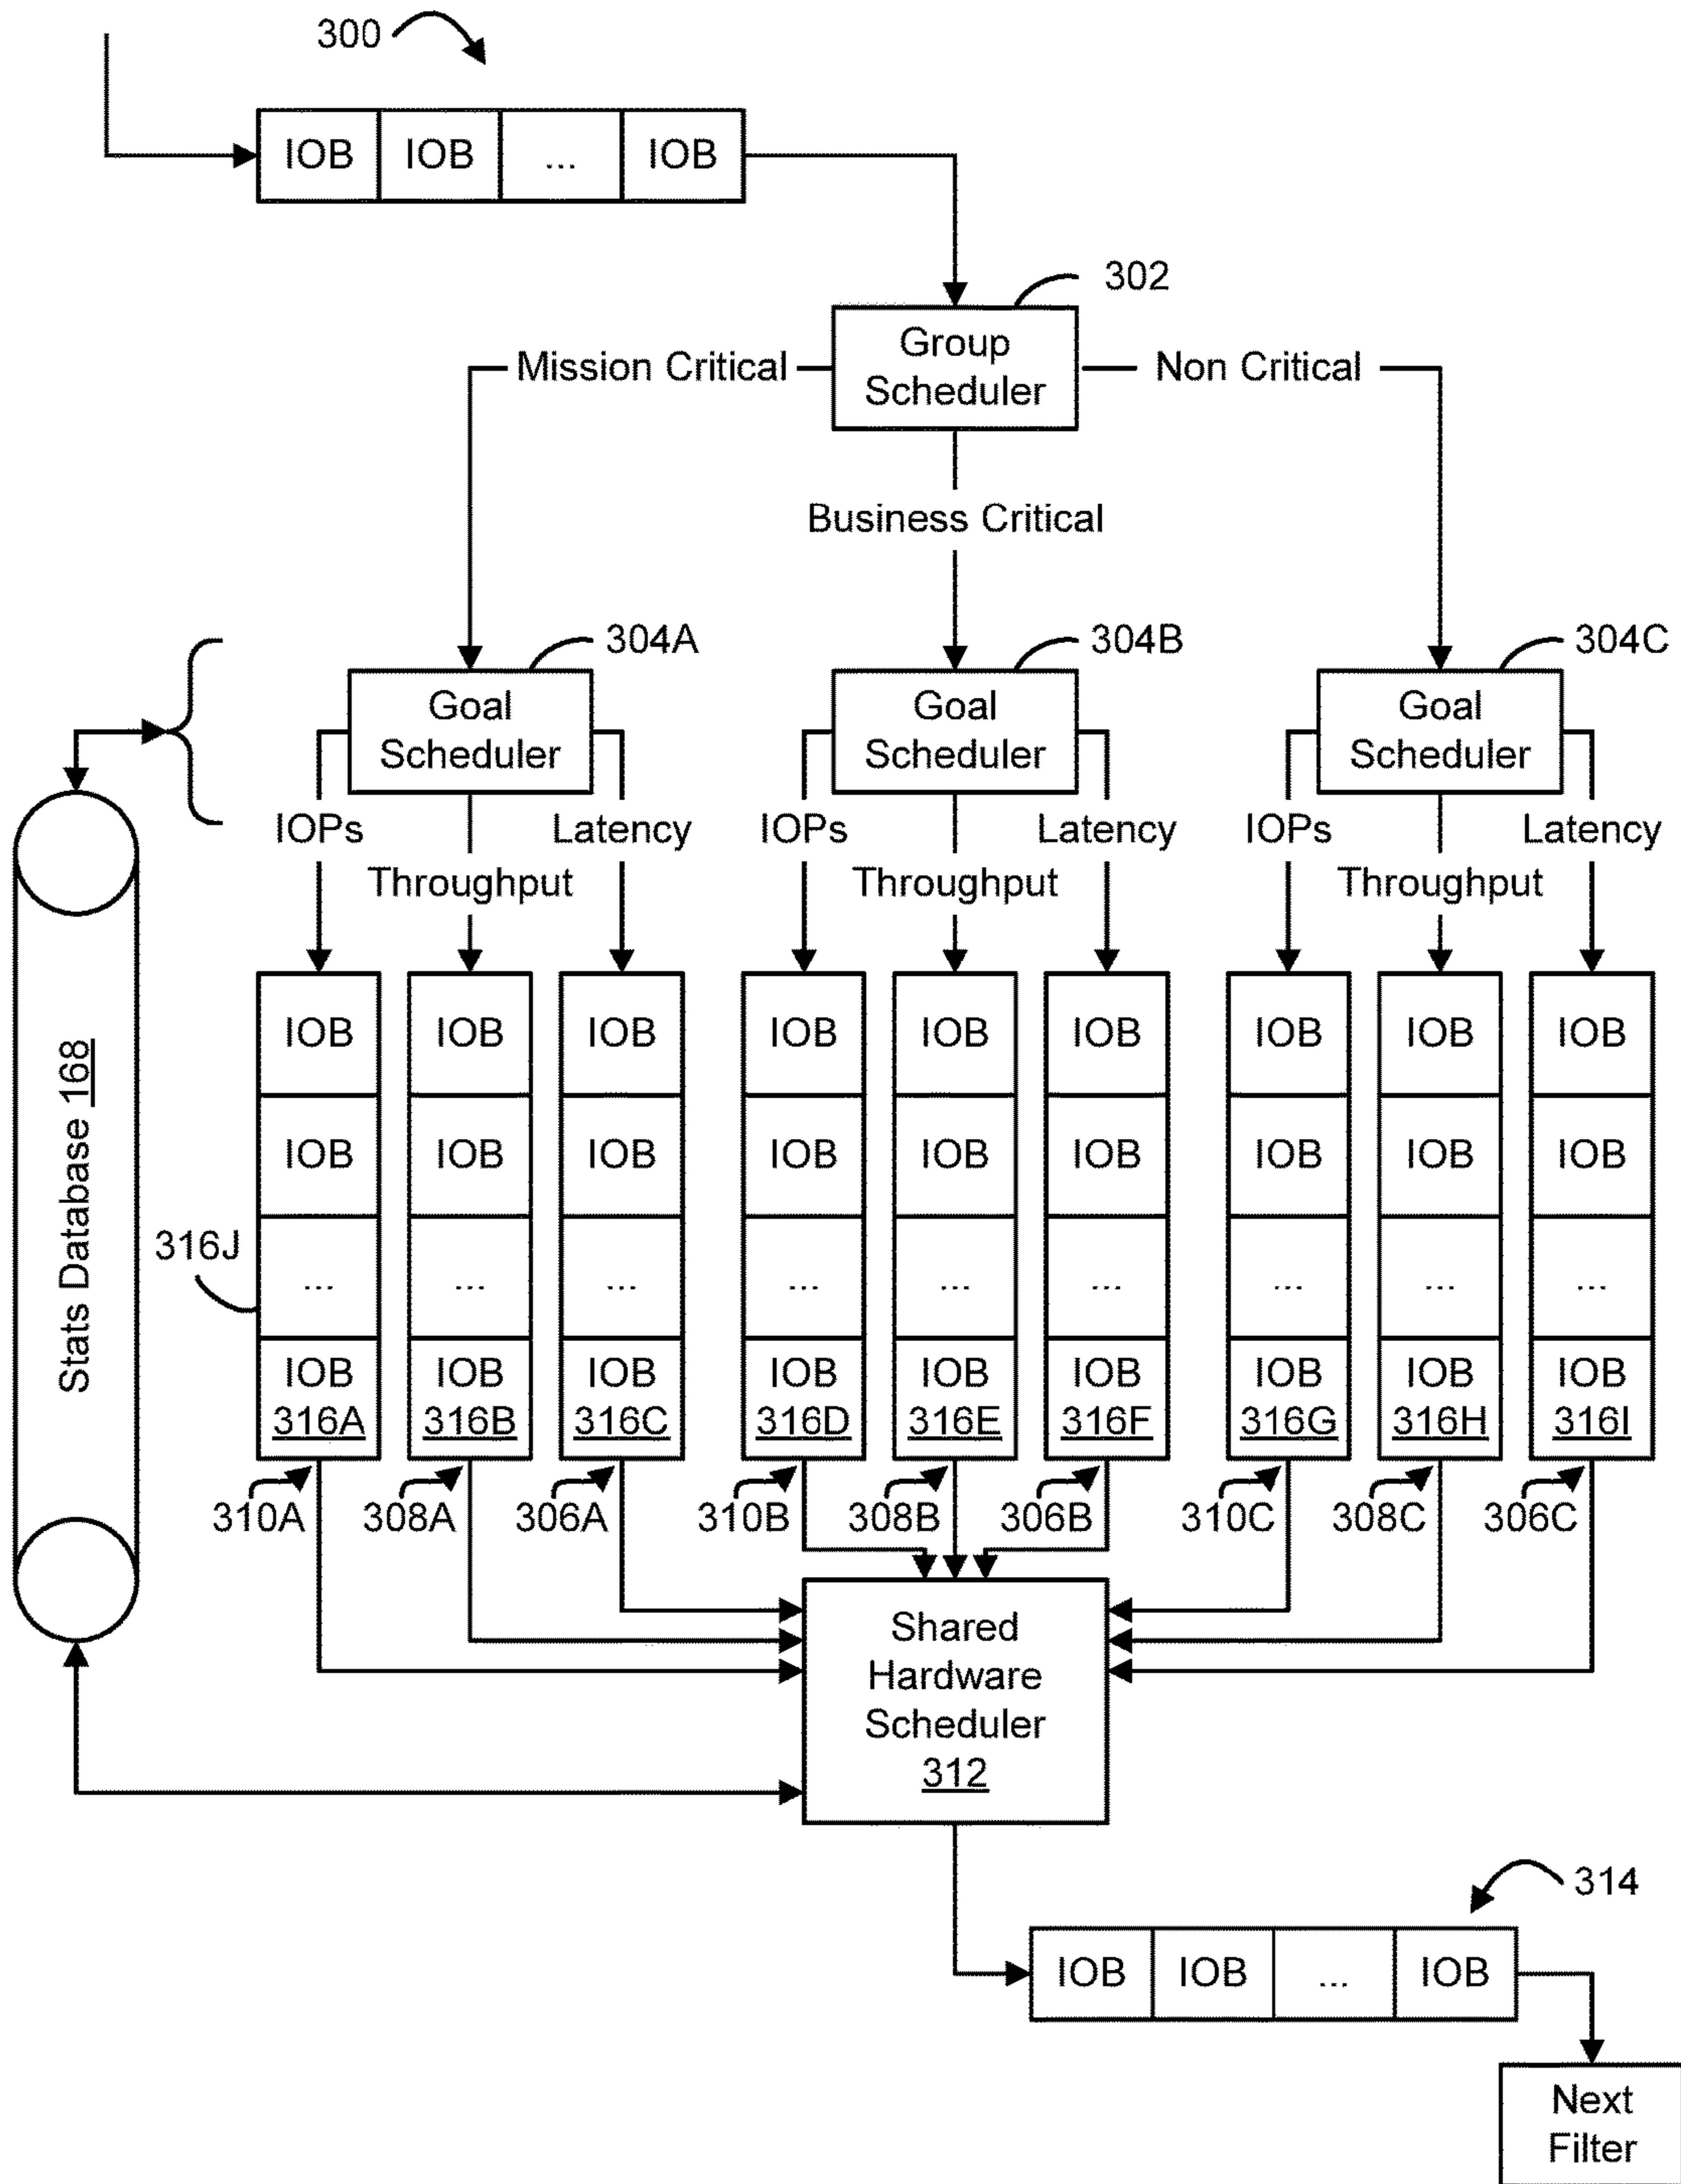 300
IOB IOB ... IOB
302
Group
Scheduler
Mission Critical
Non Critical
Business Critical
304A
304B
304C
Goal
Scheduler
Goal
Scheduler
Goal
Scheduler
IOPs
Latency
IOPs
Latency
IOPs
Latency
Throughput
Throughput
Throughput
Stats Database 168
IOB IOB IOB IOB IOB IOB IOB IOB IOB
IOB IOB IOB IOB IOB IOB IOB IOB IOB
316J
... ... ... ... ... ... ... ... ...
IOB IOB IOB IOB IOB IOB IOB IOB IOB
316A 316B 316C 316D 316E 316F 316G 316H 316I
310A 308A 306A 310B 308B 306B 310C 308C 306C
Shared
Hardware
Scheduler
312
314
IOB IOB ... IOB
Next
Filter